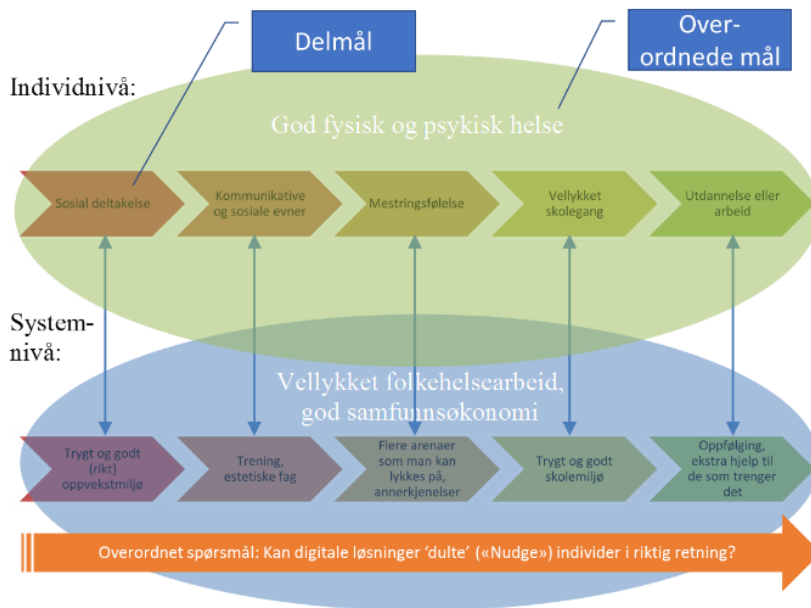 Delmål
Over-
ordnede mål
Individnivå:
God fysisk og psykisk helse
Sosial deltakelse
Kommunikative
og sosiale evner
Mestringsfølelse
Vellykket
skolegang
Utdannelse eller
arbeid
System-
nivå:
Vellykket folkehelsearbeid,
god samfunnsøkonomi
Trygt og godt
(rikt)
oppvekstmiljø
Trening,
estetiske fag
Flere arenaer
som man kan
lykkes på,
annerkjenelser
Trygt og godt
skolemiljø
Oppfølging,
ekstra hjelp til
de som trenger
det
Overordnet spørsmål: Kan digitale løsninger ‘dulte’ («Nudge») individer i riktig retning?